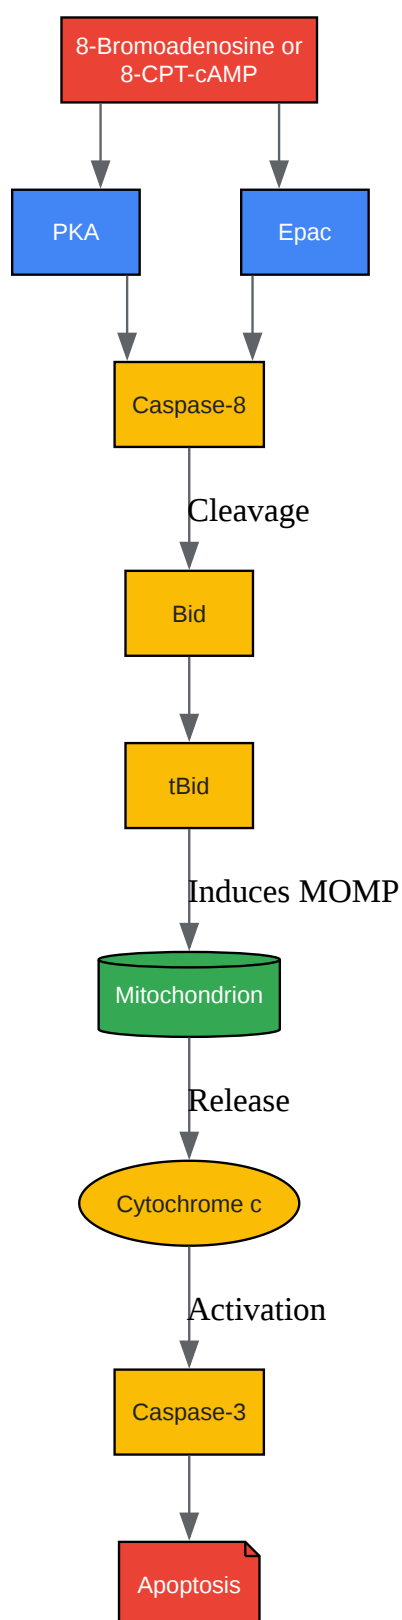 8-Bromoadenosine or
8-CPT-cAMP
PKA
Epac
Caspase-8
Cleavage
Bid
tBid
Induces MOMP
Mitochondrion
Release
Cytochrome c
Activation
Caspase-3
Apoptosis